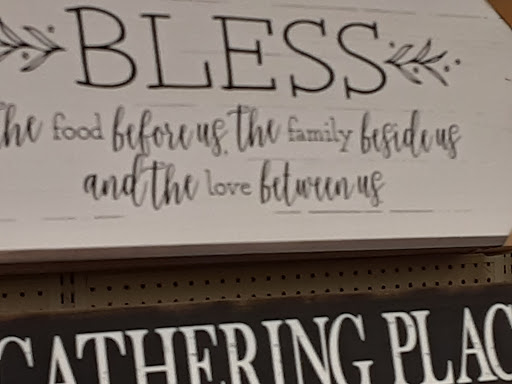 BLESS
the food before us, the family beside us
and the love between us
GATHERING PLAC